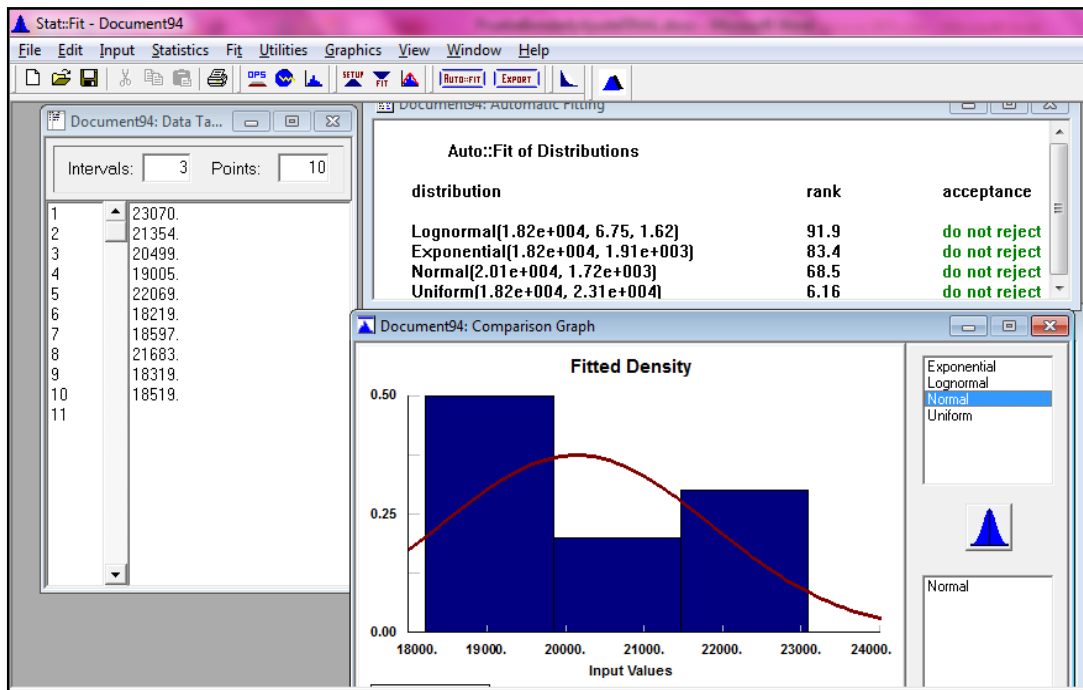 Stat::Fit - Document94
File Edit Input Statistics Fit Utilities Graphics View Window Help
OPS SETUP FIT AUTO::FIT EXPORT
Document94: Data Ta...
Intervals: 3 Points: 10
1 23070.
2 21354.
3 20499.
4 19005.
5 22069.
6 18219.
7 18597.
8 21683.
9 18319.
10 18519.
11
Document94: Automatic Fitting
Auto::Fit of Distributions
distribution rank acceptance
Lognormal(1.82e+004, 6.75, 1.62) 91.9 do not reject
Exponential(1.82e+004, 1.91e+003) 83.4 do not reject
Normal(2.01e+004, 1.72e+003) 68.5 do not reject
Uniform(1.82e+004, 2.31e+004) 6.16 do not reject
Document94: Comparison Graph
Fitted Density
0.50
0.25
0.00
18000. 19000. 20000. 21000. 22000. 23000. 24000.
Input Values
Exponential
Lognormal
Normal
Uniform
Normal